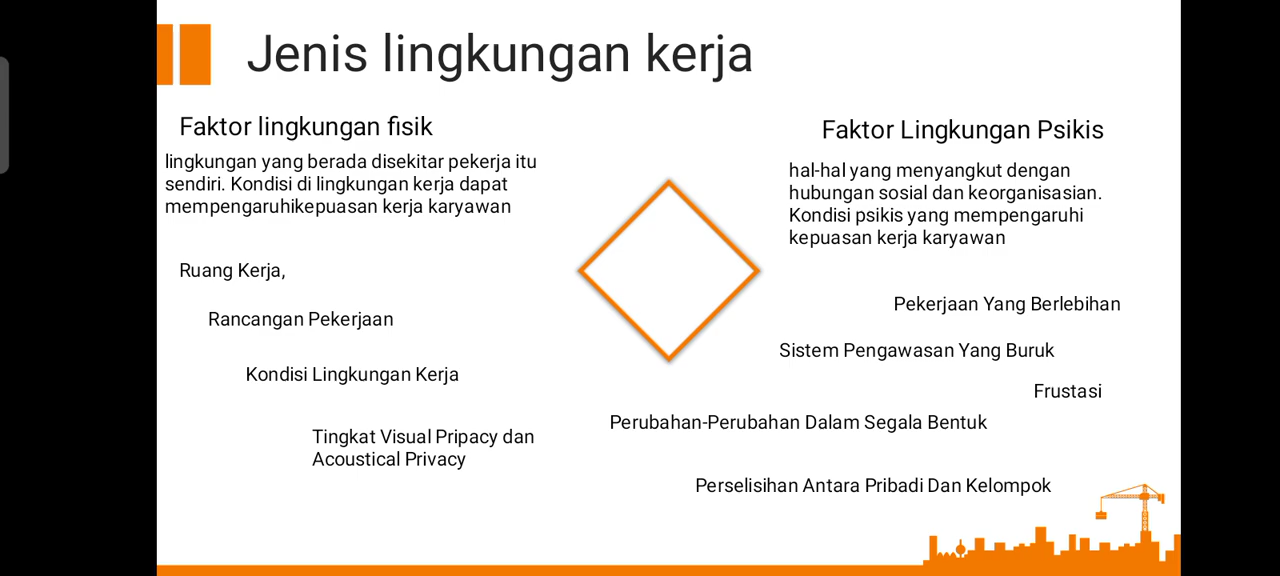 Jenis lingkungan kerja
Faktor lingkungan fisik
lingkungan yang berada disekitar pekerja itu
sendiri. Kondisi di lingkungan kerja dapat
mempengaruhikepuasan kerja karyawan
Ruang Kerja,
Rancangan Pekerjaan
Kondisi Lingkungan Kerja
Tingkat Visual Pripacy dan
Acoustical Privacy
Faktor Lingkungan Psikis
hal-hal yang menyangkut dengan
hubungan sosial dan keorganisasian.
Kondisi psikis yang mempengaruhi
kepuasan kerja karyawan
Pekerjaan Yang Berlebihan
Sistem Pengawasan Yang Buruk
Frustasi
Perubahan-Perubahan Dalam Segala Bentuk
Perselisihan Antara Pribadi Dan Kelompok